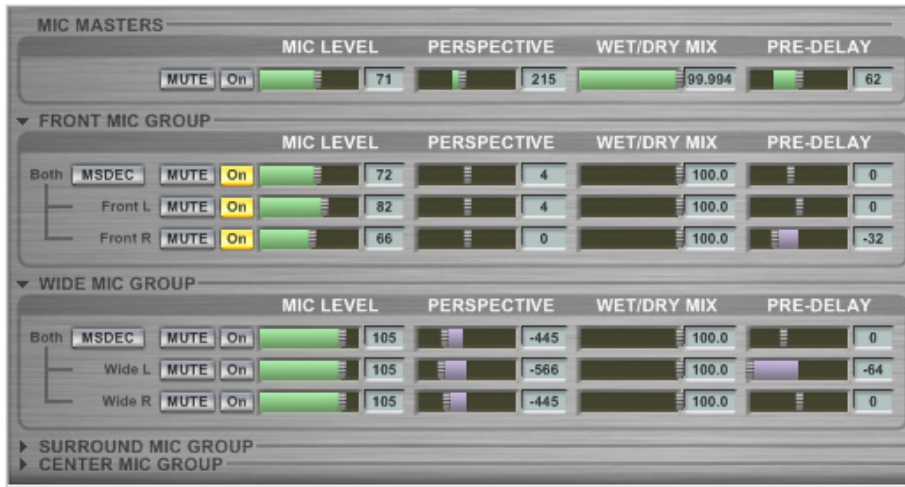 MIC MASTERS
MIC LEVEL PERSPECTIVE WET/DRY MIX PRE-DELAY
MUTE On 71 215 99.994 62
FRONT MIC GROUP
MIC LEVEL PERSPECTIVE WET/DRY MIX PRE-DELAY
Both MSDEC MUTE On 72 4 100.0 0
Front L MUTE On 82 4 100.0 0
Front R MUTE On 66 0 100.0 -32
WIDE MIC GROUP
MIC LEVEL PERSPECTIVE WET/DRY MIX PRE-DELAY
Both MSDEC MUTE On 105 -445 100.0 0
Wide L MUTE On 105 -566 100.0 -64
Wide R MUTE On 105 -445 100.0 0
SURROUND MIC GROUP
CENTER MIC GROUP